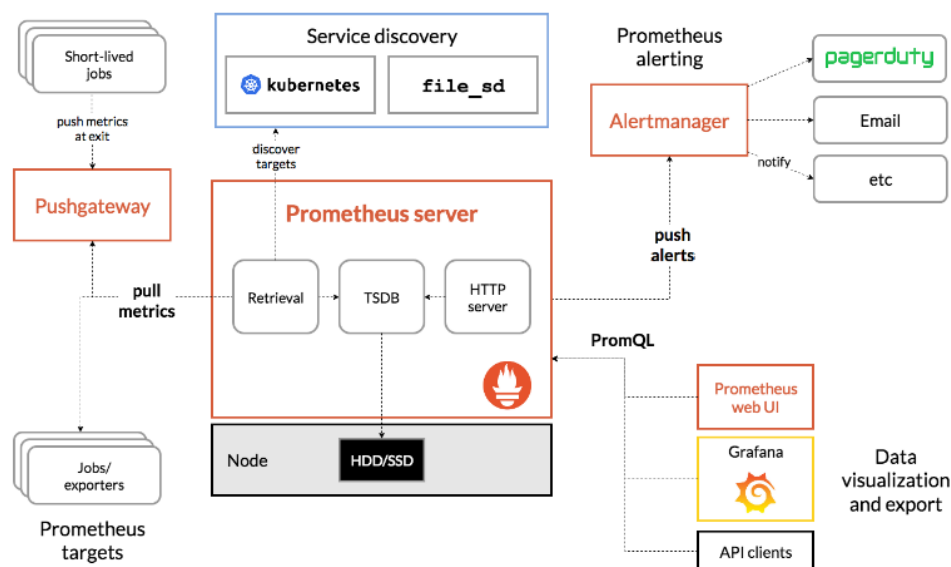 Short-lived
jobs
push metrics
at exit
Pushgateway
Service discovery
kubernetes
file_sd
discover
targets
Prometheus
alerting
Alertmanager
pagerduty
Email
notify
etc
Prometheus server
Retrieval
TSDB
HTTP
server
pull
metrics
push
alerts
PromQL
Node
HDD/SSD
Jobs/
exporters
Prometheus
targets
Prometheus
web UI
Grafana
API clients
Data
visualization
and export